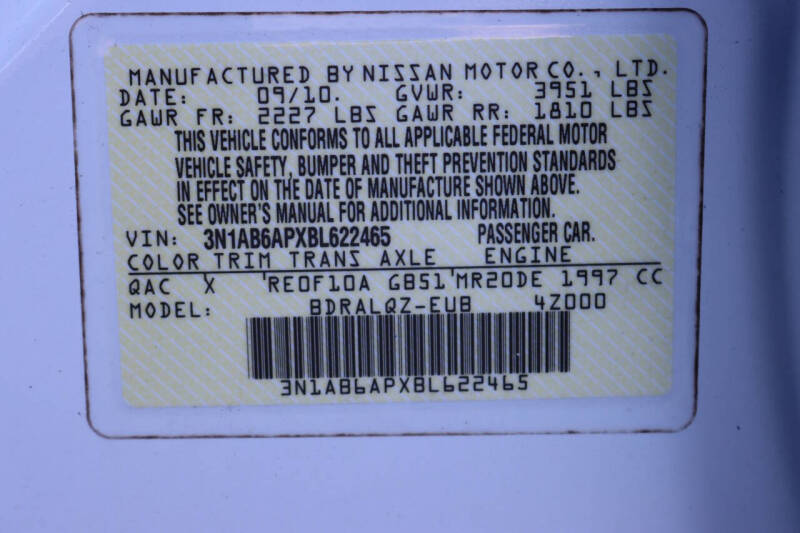 MANUFACTURED BY NISSAN MOTOR CO., LTD.
DATE: 09/10. GVWR: 3951 LBS
GAWR FR: 2227 LBS GAWR RR: 1810 LBS
THIS VEHICLE CONFORMS TO ALL APPLICABLE FEDERAL MOTOR
VEHICLE SAFETY, BUMPER AND THEFT PREVENTION STANDARDS
IN EFFECT ON THE DATE OF MANUFACTURE SHOWN ABOVE.
SEE OWNER'S MANUAL FOR ADDITIONAL INFORMATION.
VIN: 3N1AB6APXBL622465 PASSENGER CAR.
COLOR TRIM TRANS AXLE ENGINE
QAC X 'RE0F10A GB51'MR20DE 1997 CC
MODEL: BDRALQZ-EUB 4Z000
3N1AB6APXBL622465